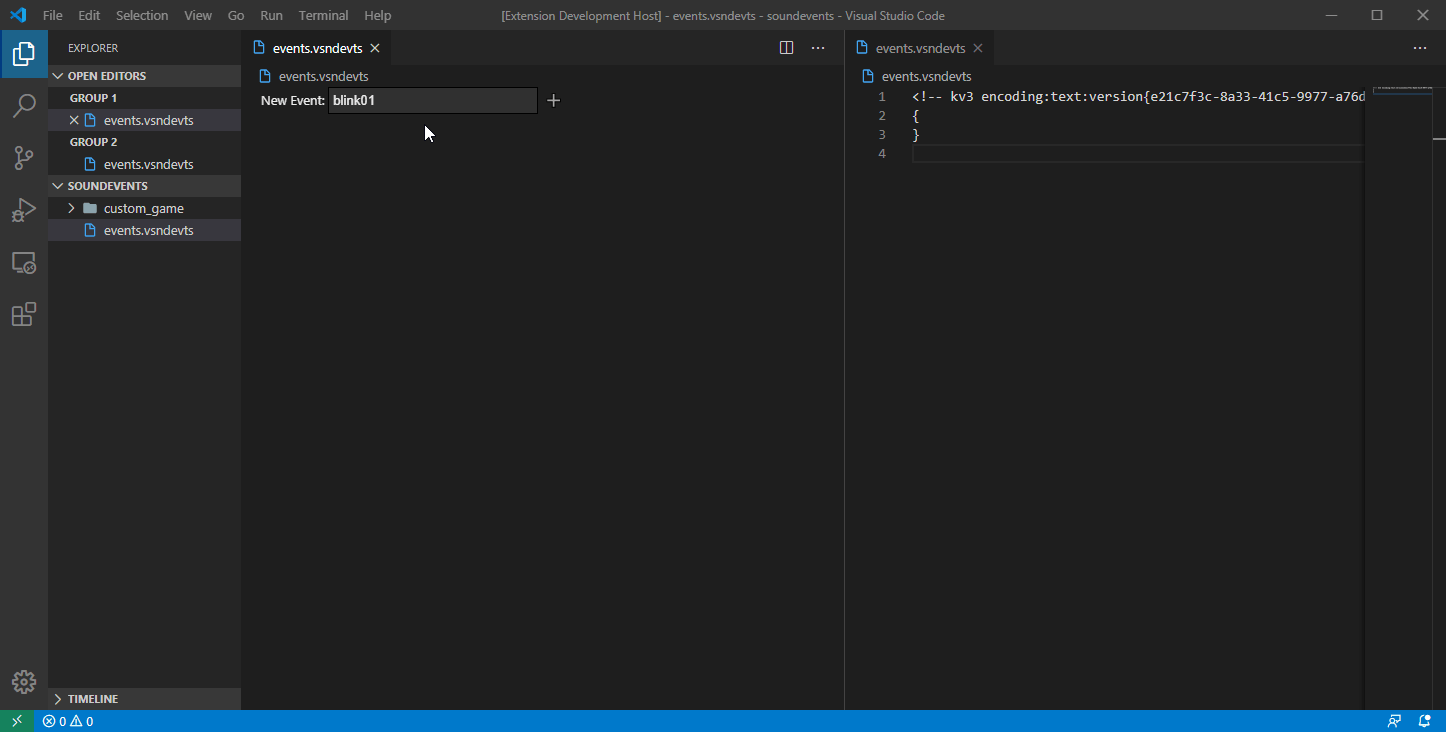 File Edit Selection View Go Run Terminal Help
[Extension Development Host] - events.vsndevts - soundevents - Visual Studio Code
EXPLORER
OPEN EDITORS
GROUP 1
events.vsndevts
GROUP 2
events.vsndevts
SOUNDEVENTS
custom_game
events.vsndevts
TIMELINE
events.vsndevts
events.vsndevts
New Event: blink01
events.vsndevts
events.vsndevts
1 <!-- kv3 encoding:text:version{e21c7f3c-8a33-41c5-9977-a76d
2 {
3 }
4
0 0